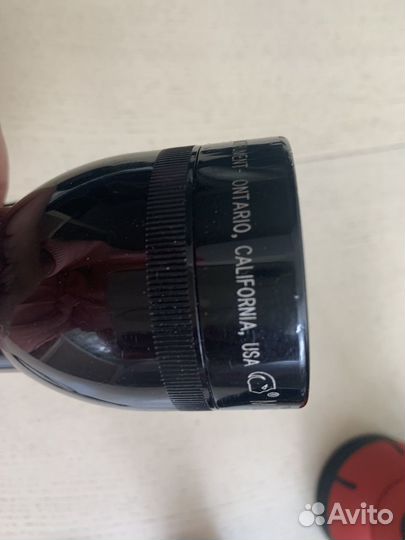 ONTARIO, CALIFORNIA, USA
Avito